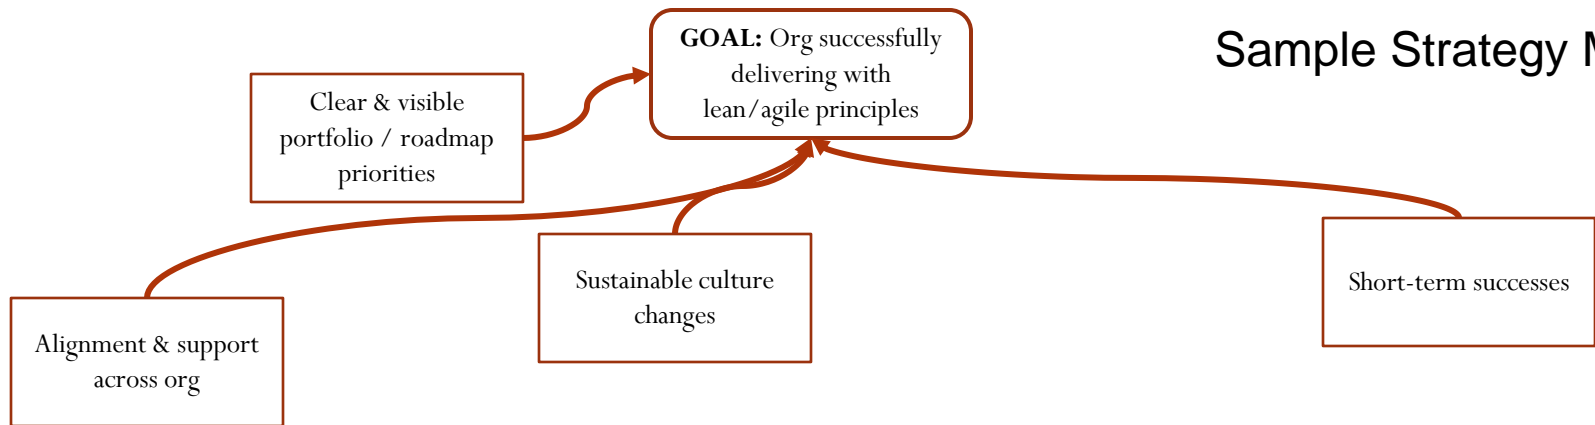 Sample Strategy
GOAL: Org successfully
delivering with
lean/agile principles
Clear & visible
portfolio / roadmap
priorities
Sustainable culture
changes
Short-term successes
Alignment & support
across org